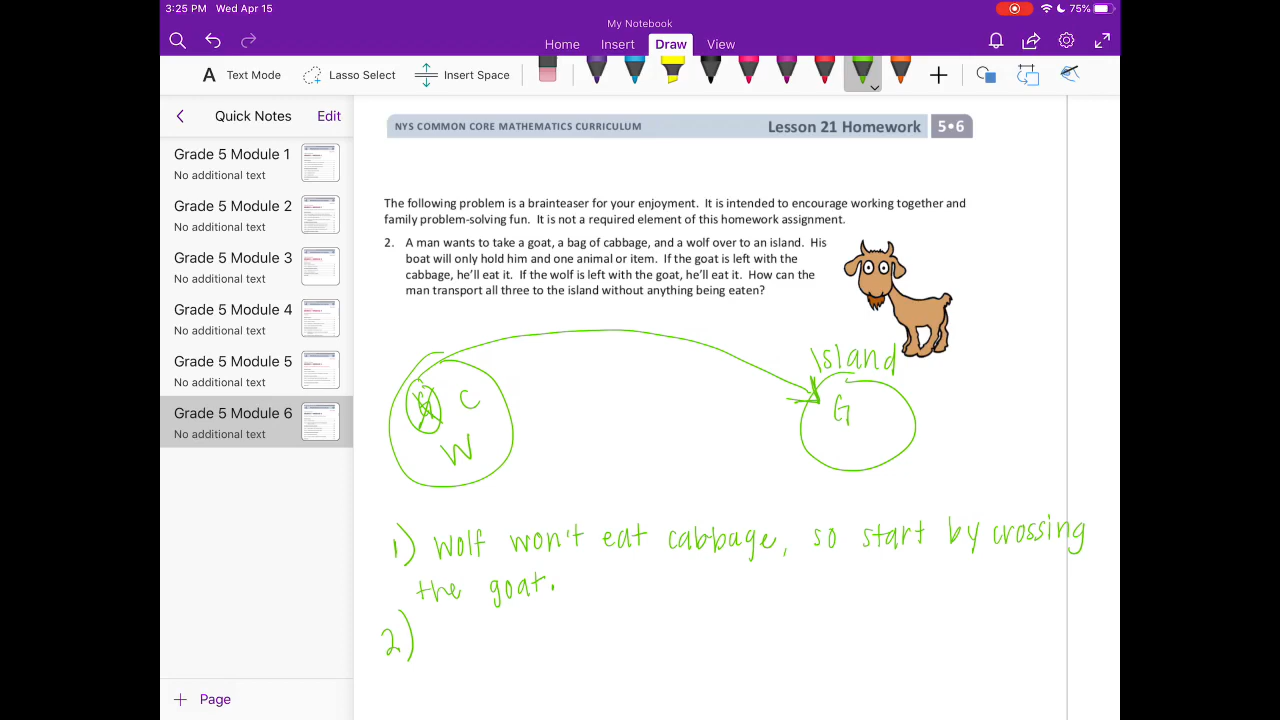 3:25 PM Wed Apr 15
75%
My Notebook
Home Insert Draw View
A Text Mode Lasso Select Insert Space
Quick Notes Edit
Grade 5 Module 1
No additional text
Grade 5 Module 2
No additional text
Grade 5 Module 3
No additional text
Grade 5 Module 4
No additional text
Grade 5 Module 5
No additional text
Grade 5 Module 6
No additional text
+ Page
NYS COMMON CORE MATHEMATICS CURRICULUM Lesson 21 Homework 5•6
The following problem is a brainteaser for your enjoyment. It is intended to encourage working together and
family problem-solving fun. It is not a required element of this homework assignment.
2. A man wants to take a goat, a bag of cabbage, and a wolf over to an island. His
boat will only hold him and one animal or item. If the goat is left with the
cabbage, he'll eat it. If the wolf is left with the goat, he'll eat it. How can the
man transport all three to the island without anything being eaten?
Island
C
W
G
1) wolf won't eat cabbage, so start by crossing
the goat.
2)